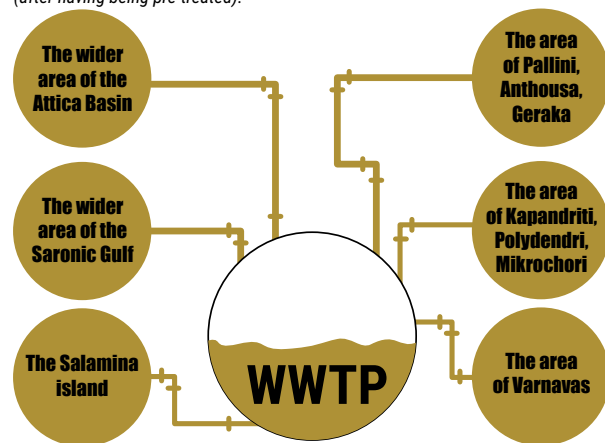 (after having being pre-treated).
The wider
area of the
Attica Basin
The area
of Pallini,
Anthousa,
Geraka
The wider
area of the
Saronic Gulf
The area
of Kapandriti,
Polydendri,
Mikrochori
The Salamina
island
WWTP
The area
of Varnavas